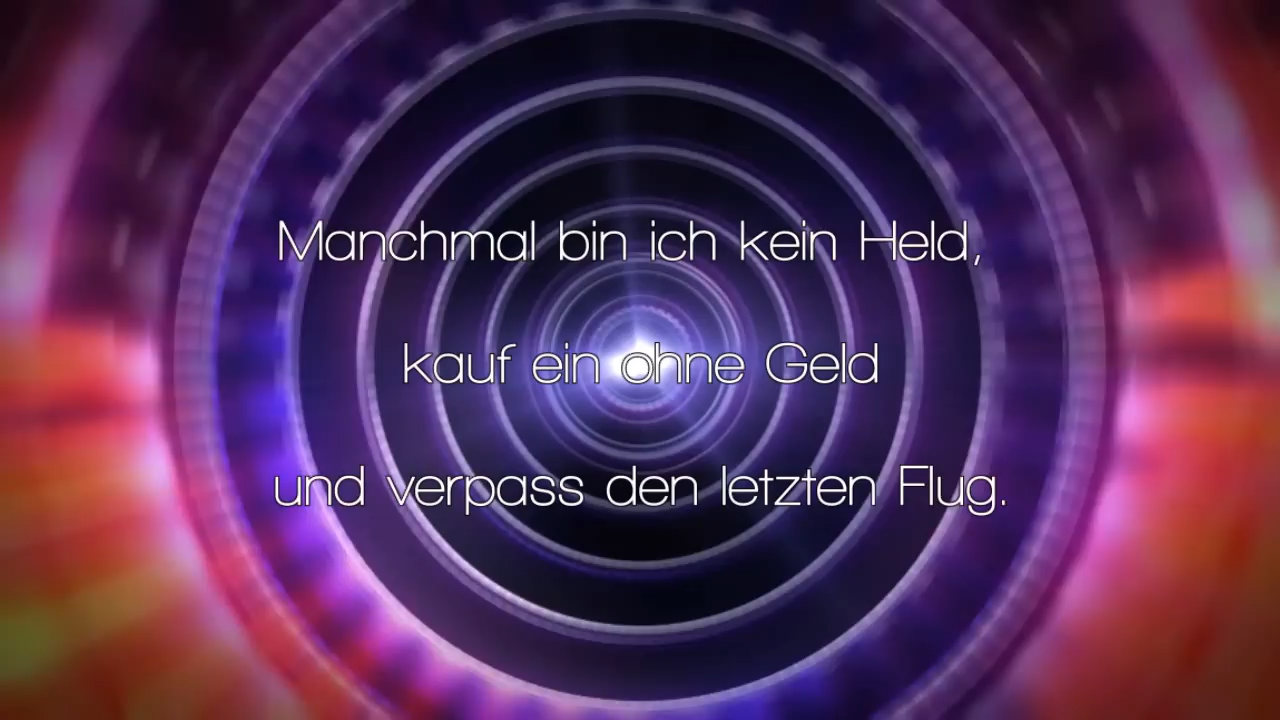 Manchmal bin ich kein Held,
kauf ein ohne Geld
und verpass den letzten Flug.